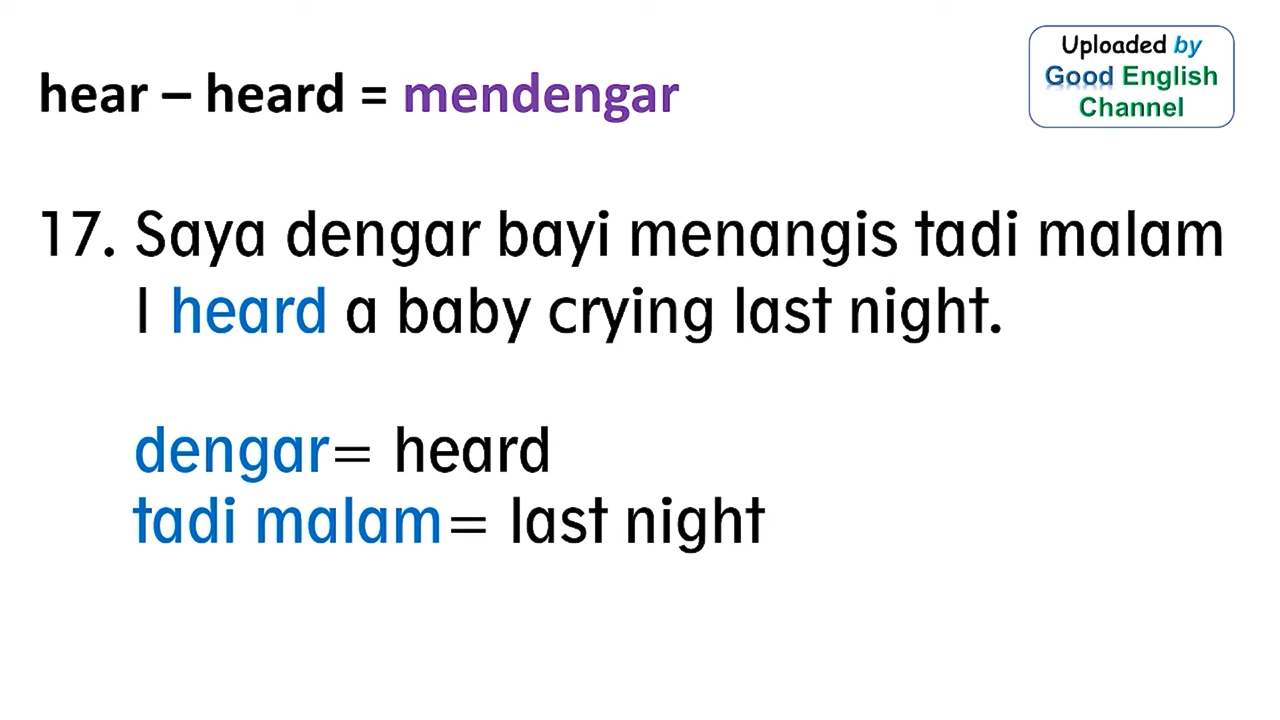 Uploaded by
Good English
Channel
hear – heard = mendengar
17. Saya dengar bayi menangis tadi malam
I heard a baby crying last night.
dengar= heard
tadi malam= last night